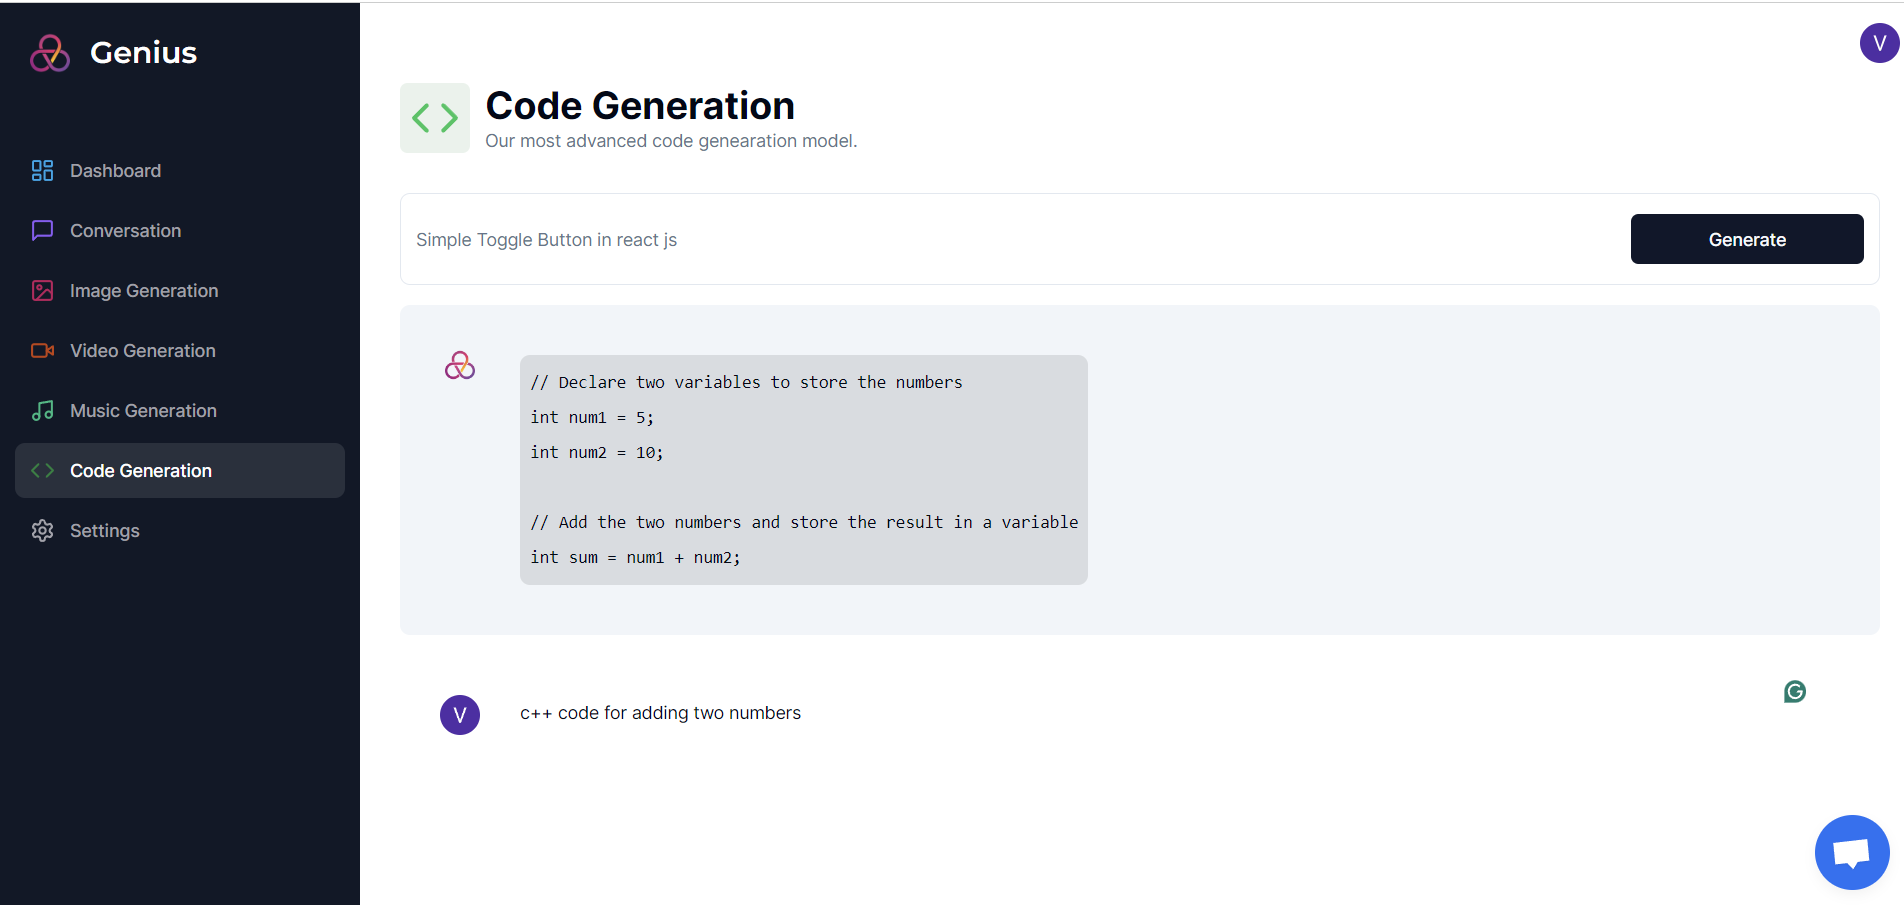 Genius
Dashboard
Conversation
Image Generation
Video Generation
Music Generation
Code Generation
Settings
V
Code Generation
Our most advanced code genearation model.
Simple Toggle Button in react js
Generate
// Declare two variables to store the numbers
int num1 = 5;
int num2 = 10;
// Add the two numbers and store the result in a variable
int sum = num1 + num2;
V
c++ code for adding two numbers
G